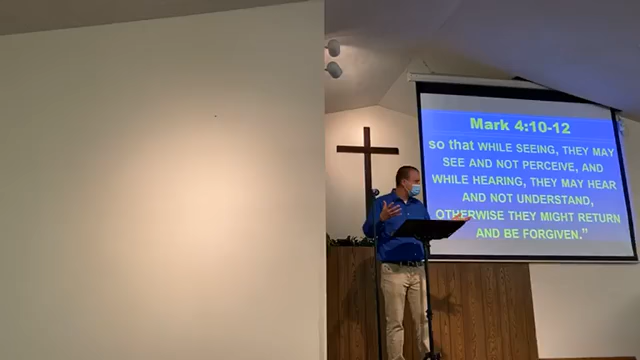 Mark 4:10-12
so that WHILE SEEING, THEY MAY
SEE AND NOT PERCEIVE, AND
WHILE HEARING, THEY MAY HEAR
AND NOT UNDERSTAND,
OTHERWISE THEY MIGHT RETURN
AND BE FORGIVEN.”